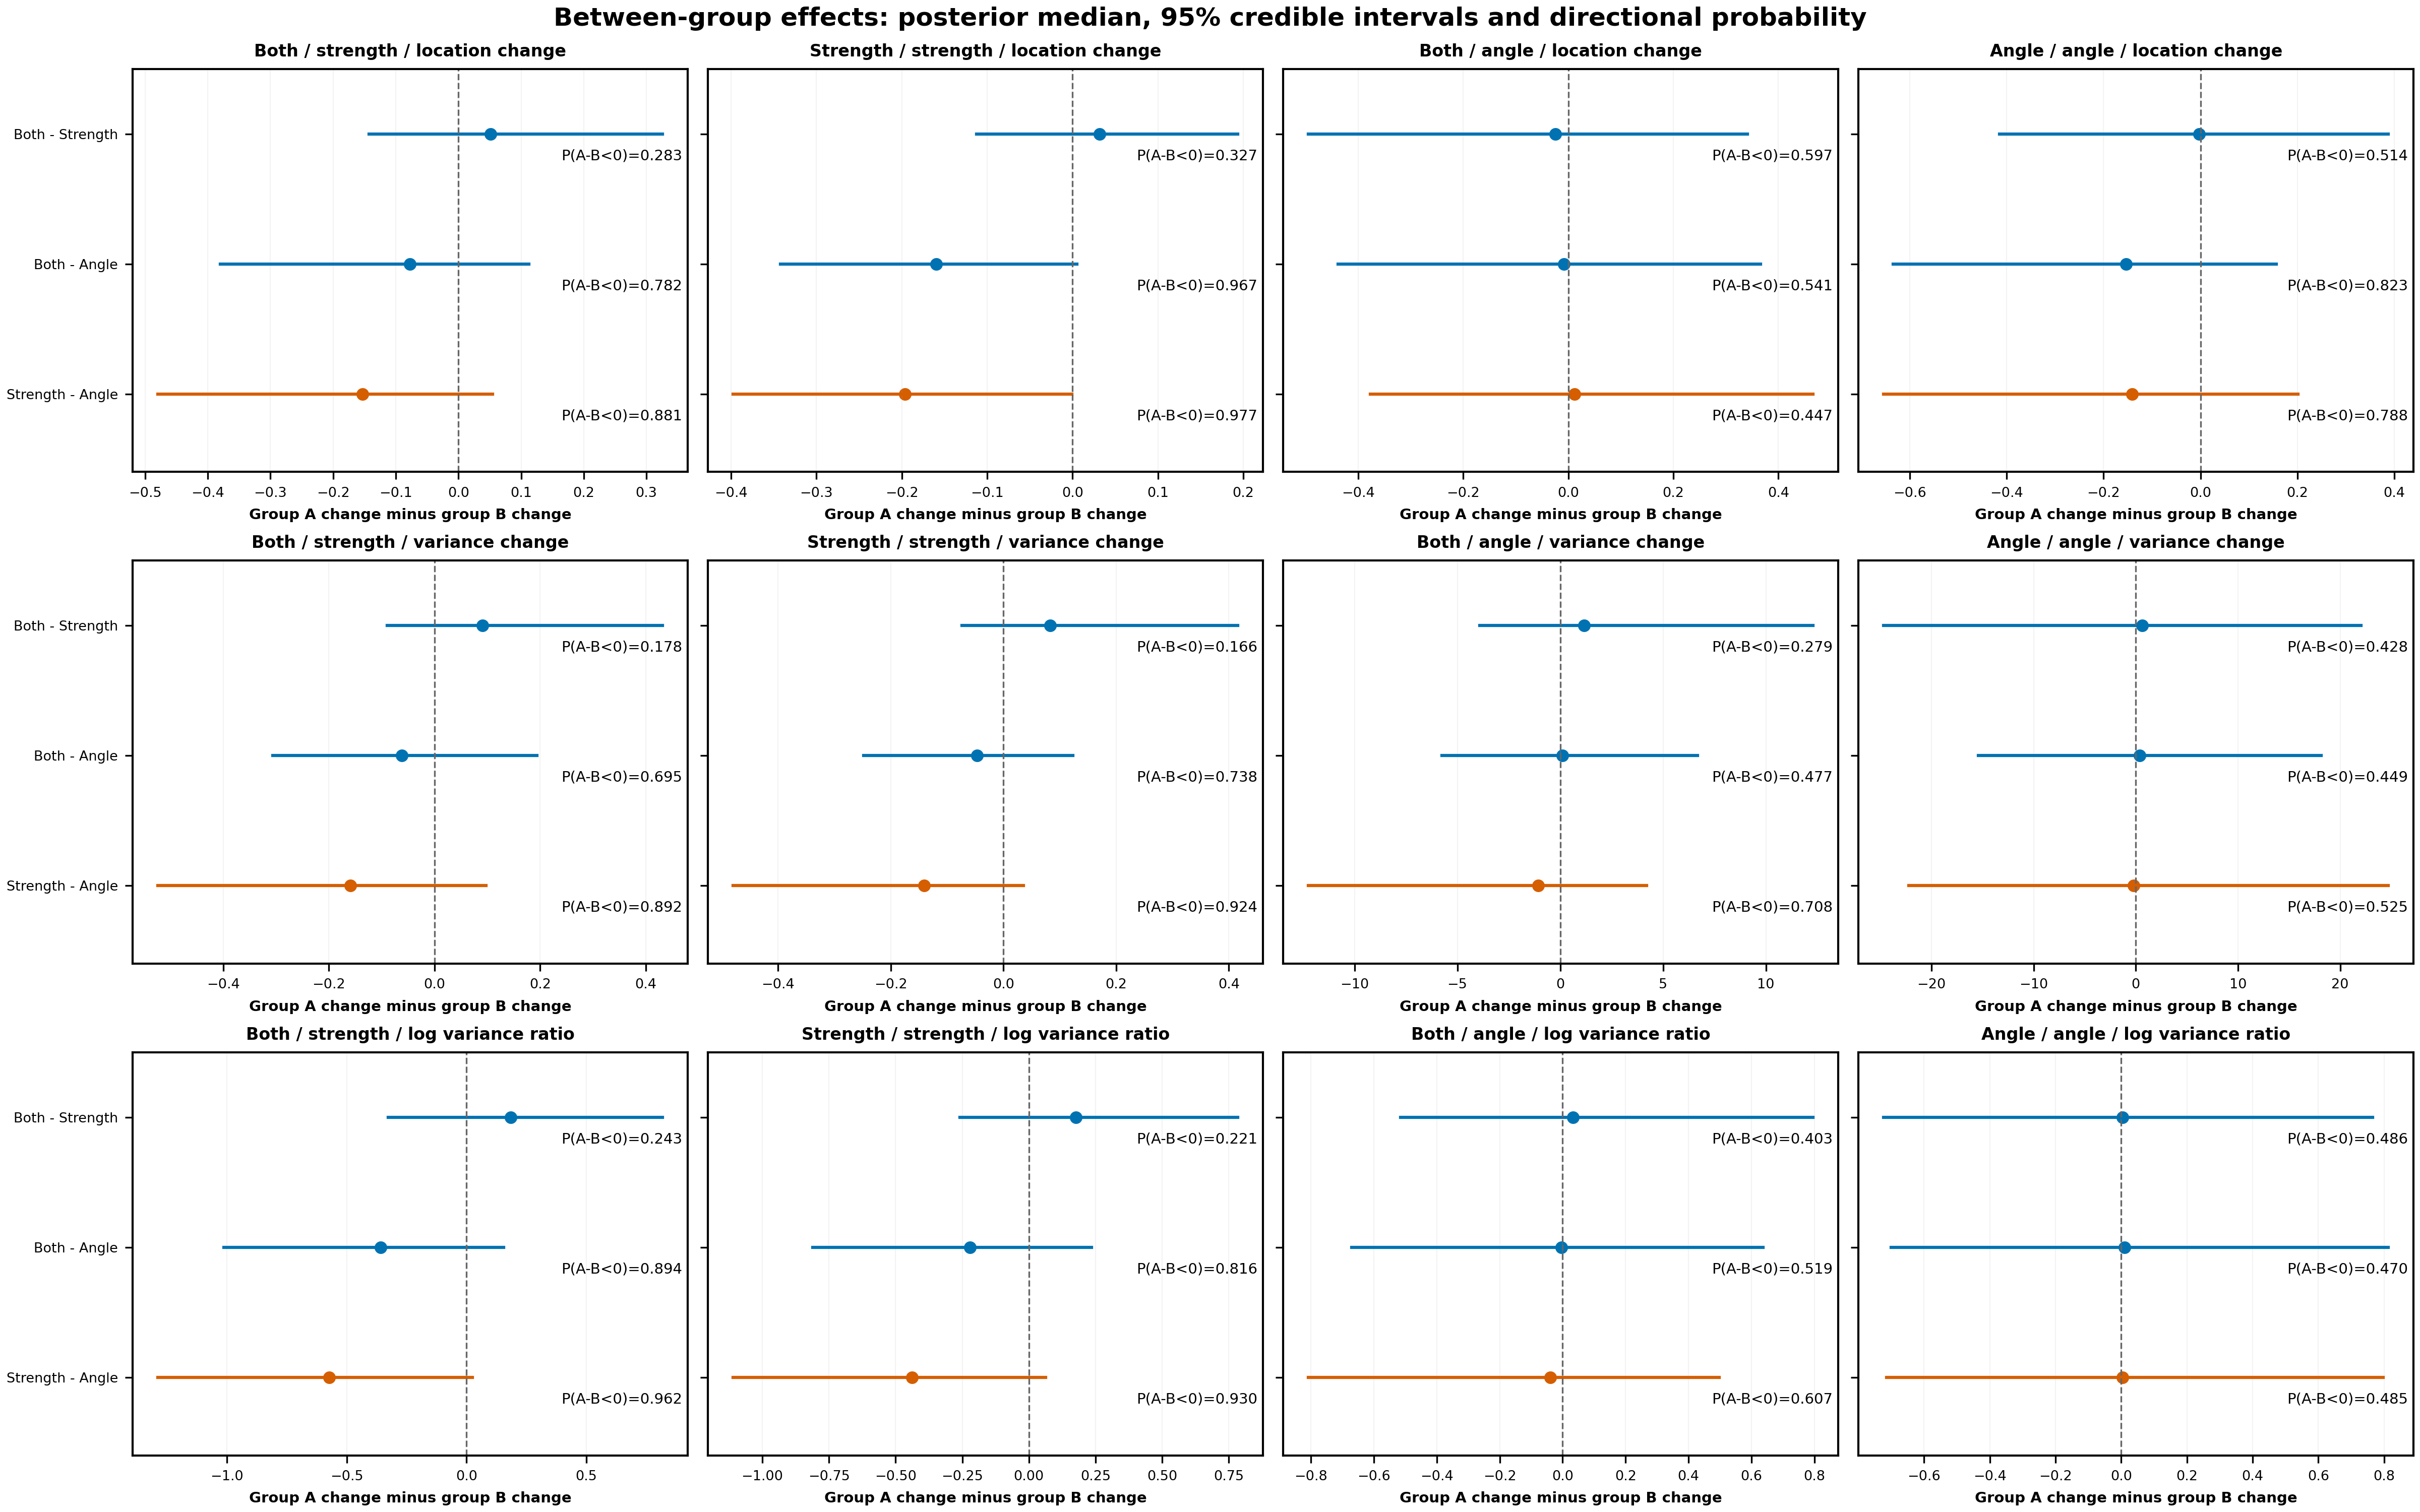 Between-group effects: posterior median, 95% credible intervals and directional probability
Both / strength / location change
Strength / strength / location change
Both / angle / location change
Angle / angle / location change
Both - Strength
P(A-B<0)=0.283
P(A-B<0)=0.327
P(A-B<0)=0.597
P(A-B<0)=0.514
Both - Angle
P(A-B<0)=0.782
P(A-B<0)=0.967
P(A-B<0)=0.541
P(A-B<0)=0.823
Strength - Angle
P(A-B<0)=0.881
P(A-B<0)=0.977
P(A-B<0)=0.447
P(A-B<0)=0.788
−0.5 −0.4 −0.3 −0.2 −0.1 0.0 0.1 0.2 0.3
−0.4 −0.3 −0.2 −0.1 0.0 0.1 0.2
−0.4 −0.2 0.0 0.2 0.4
−0.6 −0.4 −0.2 0.0 0.2 0.4
Group A change minus group B change
Group A change minus group B change
Group A change minus group B change
Group A change minus group B change
Both / strength / variance change
Strength / strength / variance change
Both / angle / variance change
Angle / angle / variance change
Both - Strength
P(A-B<0)=0.178
P(A-B<0)=0.166
P(A-B<0)=0.279
P(A-B<0)=0.428
Both - Angle
P(A-B<0)=0.695
P(A-B<0)=0.738
P(A-B<0)=0.477
P(A-B<0)=0.449
Strength - Angle
P(A-B<0)=0.892
P(A-B<0)=0.924
P(A-B<0)=0.708
P(A-B<0)=0.525
−0.4 −0.2 0.0 0.2 0.4
−0.4 −0.2 0.0 0.2 0.4
−10 −5 0 5 10
−20 −10 0 10 20
Group A change minus group B change
Group A change minus group B change
Group A change minus group B change
Group A change minus group B change
Both / strength / log variance ratio
Strength / strength / log variance ratio
Both / angle / log variance ratio
Angle / angle / log variance ratio
Both - Strength
P(A-B<0)=0.243
P(A-B<0)=0.221
P(A-B<0)=0.403
P(A-B<0)=0.486
Both - Angle
P(A-B<0)=0.894
P(A-B<0)=0.816
P(A-B<0)=0.519
P(A-B<0)=0.470
Strength - Angle
P(A-B<0)=0.962
P(A-B<0)=0.930
P(A-B<0)=0.607
P(A-B<0)=0.485
−1.0 −0.5 0.0 0.5
−1.00 −0.75 −0.50 −0.25 0.00 0.25 0.50 0.75
−0.8 −0.6 −0.4 −0.2 0.0 0.2 0.4 0.6 0.8
−0.6 −0.4 −0.2 0.0 0.2 0.4 0.6 0.8
Group A change minus group B change
Group A change minus group B change
Group A change minus group B change
Group A change minus group B change